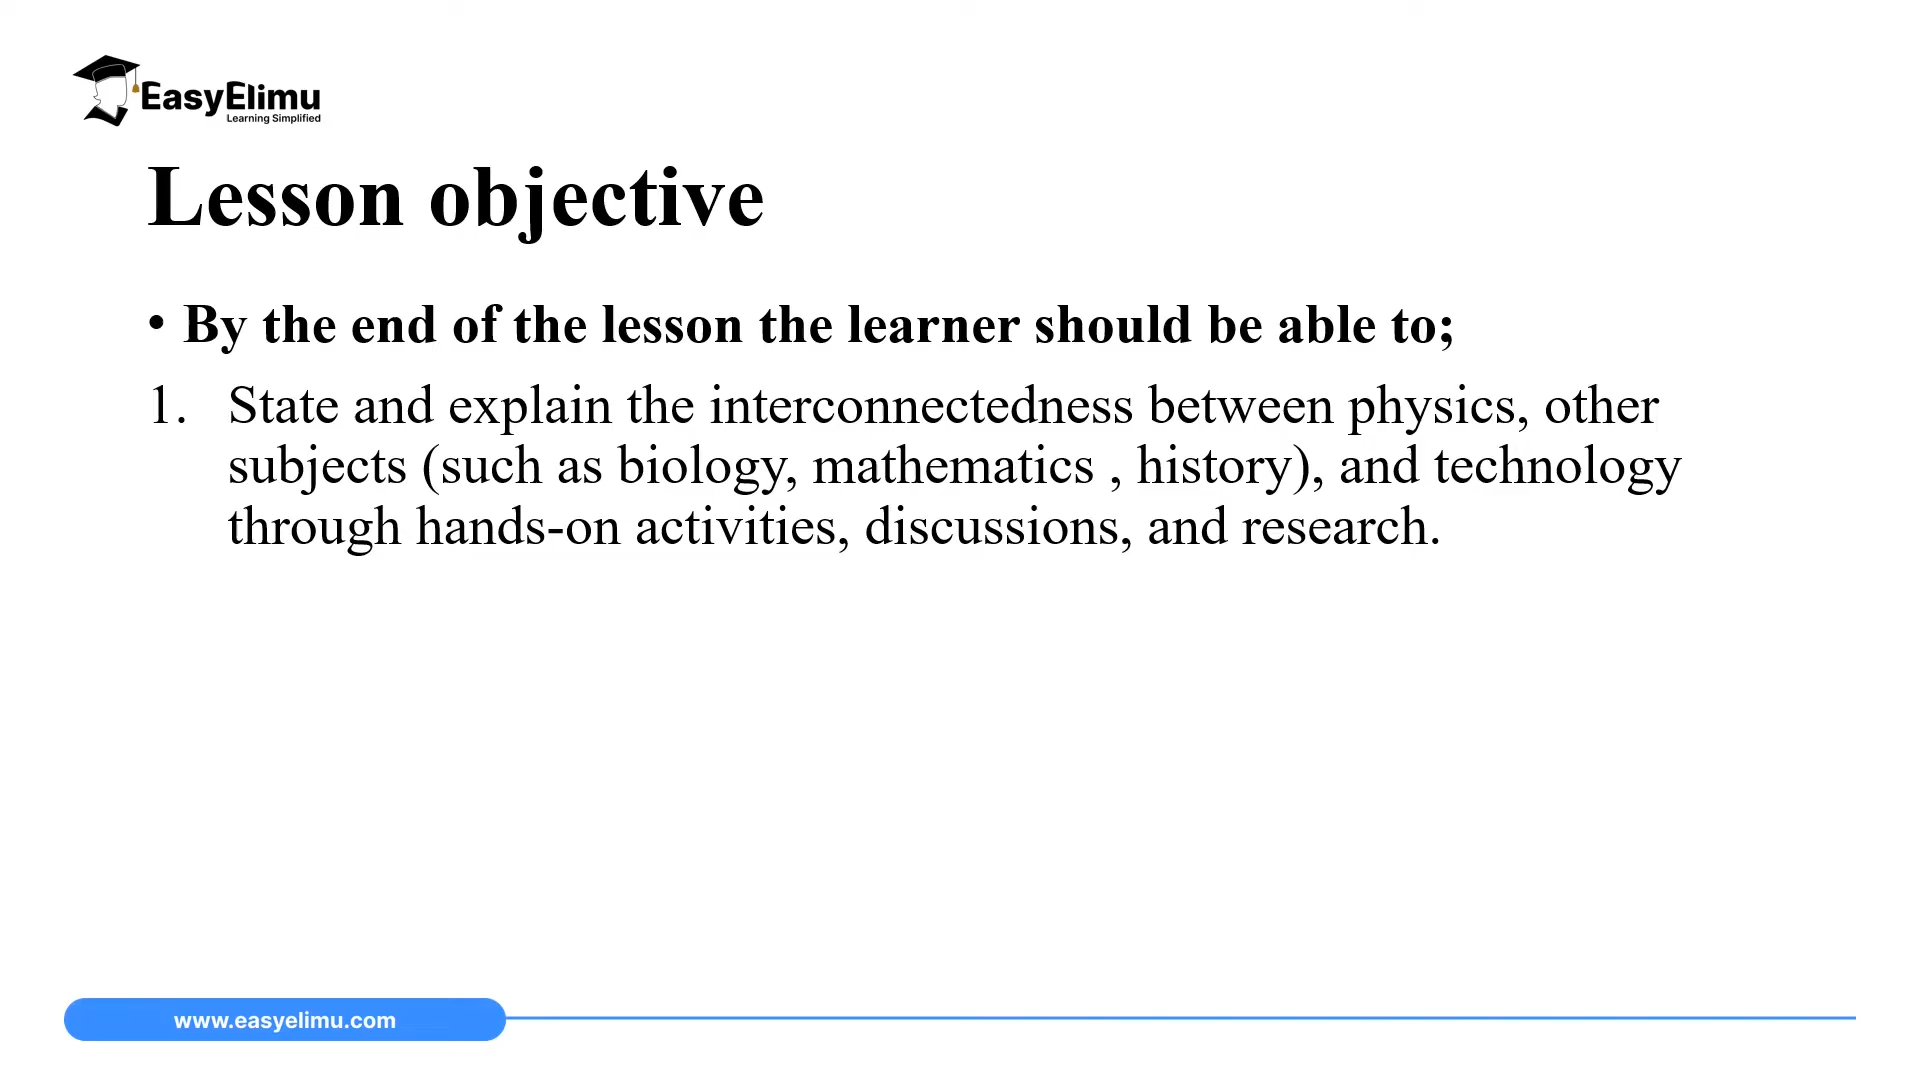 EasyElimu
Learning Simplified
Lesson objective
• By the end of the lesson the learner should be able to;
1. State and explain the interconnectedness between physics, other
subjects (such as biology, mathematics , history), and technology
through hands-on activities, discussions, and research.
www.easyelimu.com